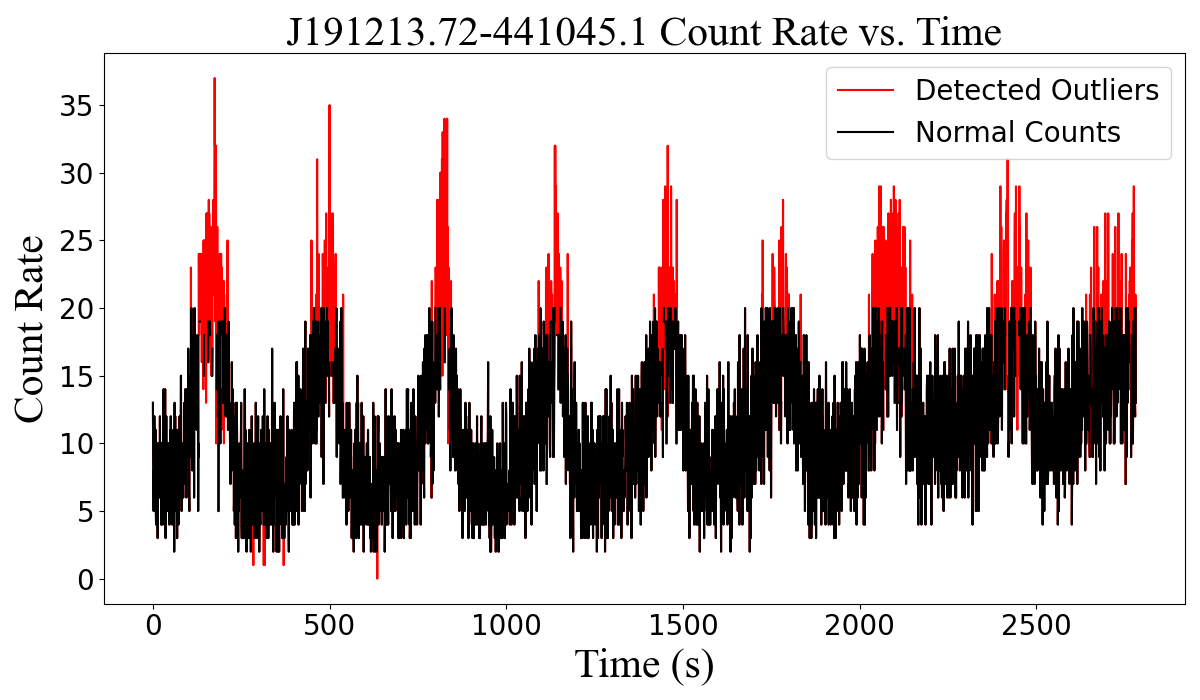 J191213.72-441045.1 Count Rate vs. Time
Detected Outliers
Normal Counts
Count Rate
35
30
25
20
15
10
5
0
0 500 1000 1500 2000 2500
Time (s)